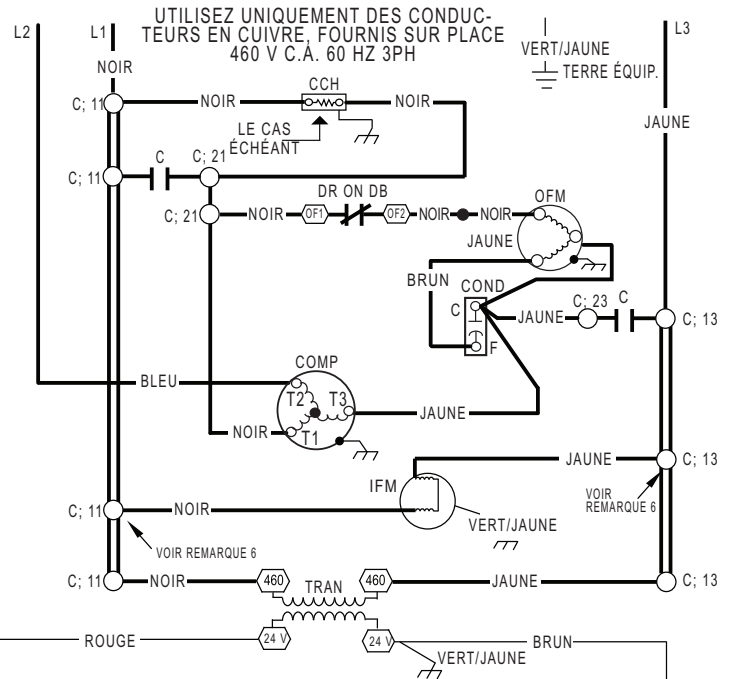 UTILISEZ UNIQUEMENT DES CONDUC-
TEURS EN CUIVRE, FOURNIS SUR PLACE
460 V C.A. 60 HZ 3PH
L2
L1
L3
VERT/JAUNE
TERRE ÉQUIP.
NOIR
CCH
C; 11
NOIR
NOIR
JAUNE
LE CAS
ÉCHÉANT
C; 11
C
C; 21
DR ON DB
OFM
C; 21
NOIR
OF1
OF2
NOIR
NOIR
JAUNE
BRUN
COND
C
JAUNE
C; 23
C
C; 13
F
COMP
BLEU
T2
T3
JAUNE
NOIR
T1
JAUNE
C; 13
IFM
VOIR
REMARQUE 6
C; 11
NOIR
VERT/JAUNE
VOIR REMARQUE 6
C; 11
NOIR
460
TRAN
460
JAUNE
C; 13
ROUGE
24 V
24 V
BRUN
VERT/JAUNE